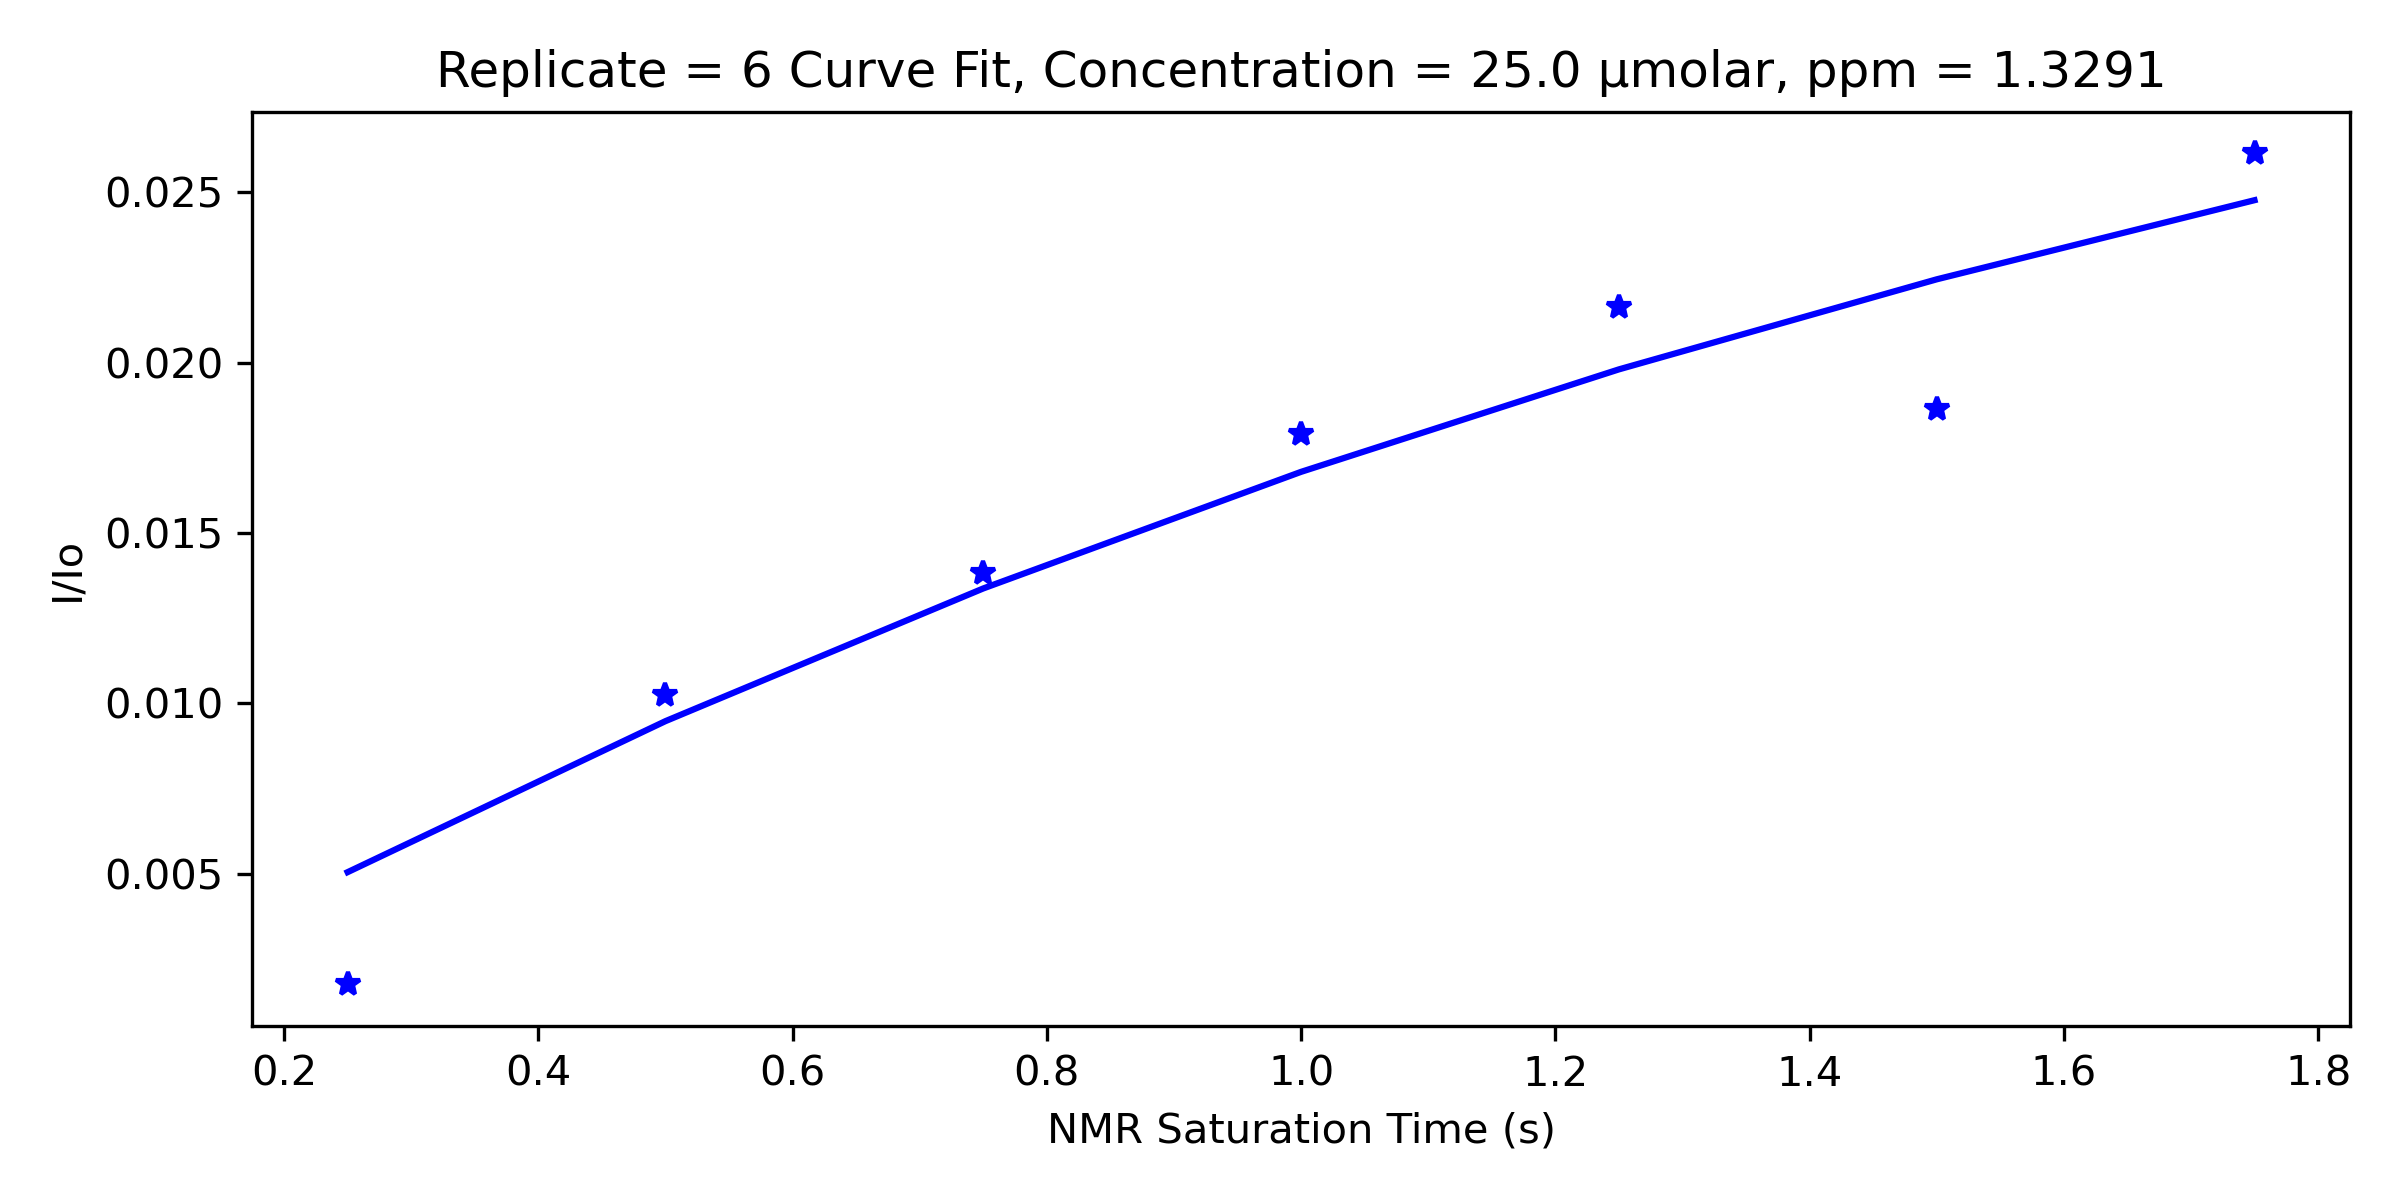 Replicate = 6 Curve Fit, Concentration = 25.0 µmolar, ppm = 1.3291
I/Io
0.025
0.020
0.015
0.010
0.005
0.2 0.4 0.6 0.8 1.0 1.2 1.4 1.6 1.8
NMR Saturation Time (s)